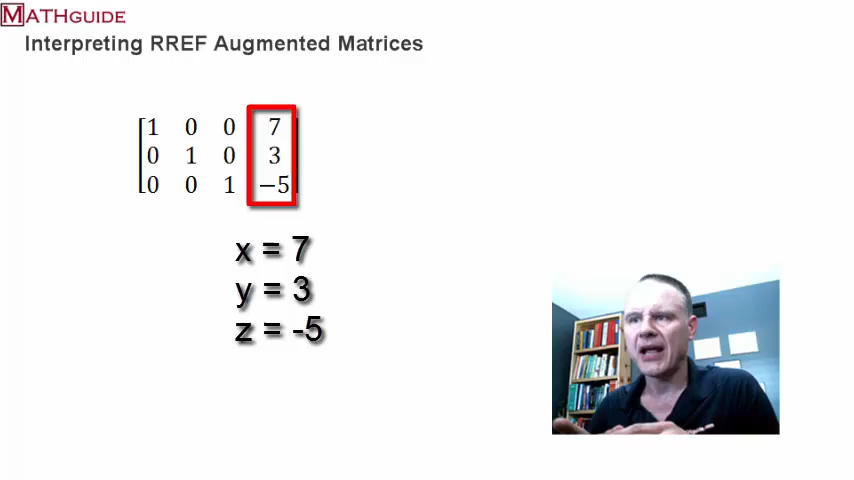 MATHGUIDE
Interpreting RREF Augmented Matrices
1 0 0 7
0 1 0 3
0 0 1 −5
x = 7
y = 3
z = -5